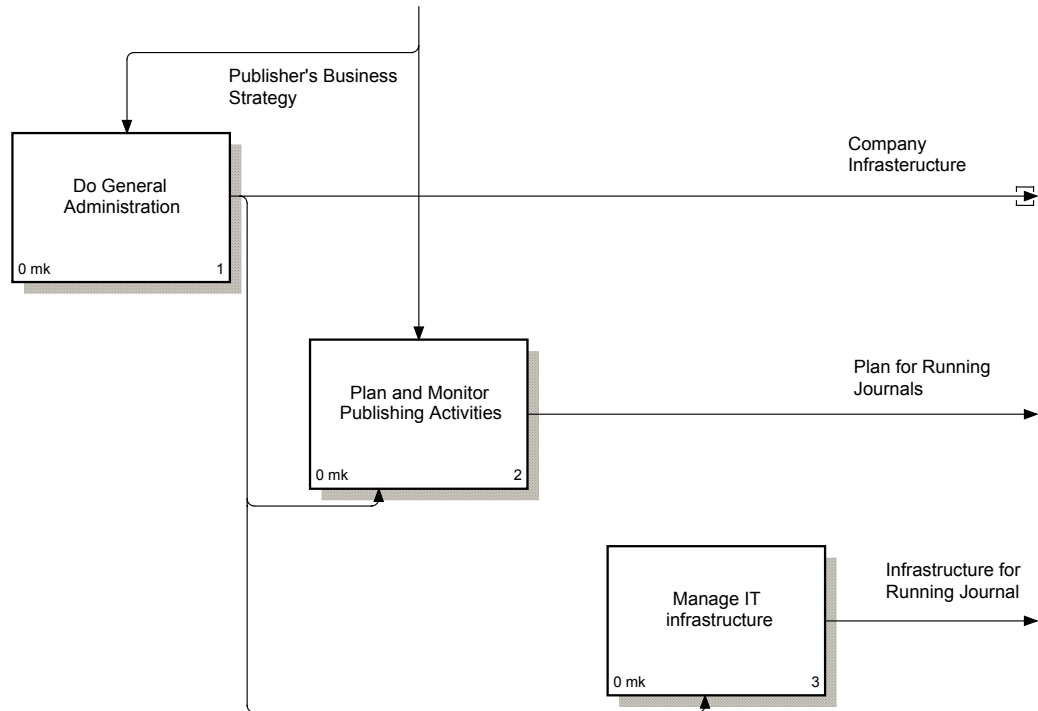 Publisher's Business
Strategy
Company
Infrasteructure
Do General
Administration
0 mk
1
Plan for Running
Journals
Plan and Monitor
Publishing Activities
0 mk
2
Infrastructure for
Running Journal
Manage IT
infrastructure
0 mk
3